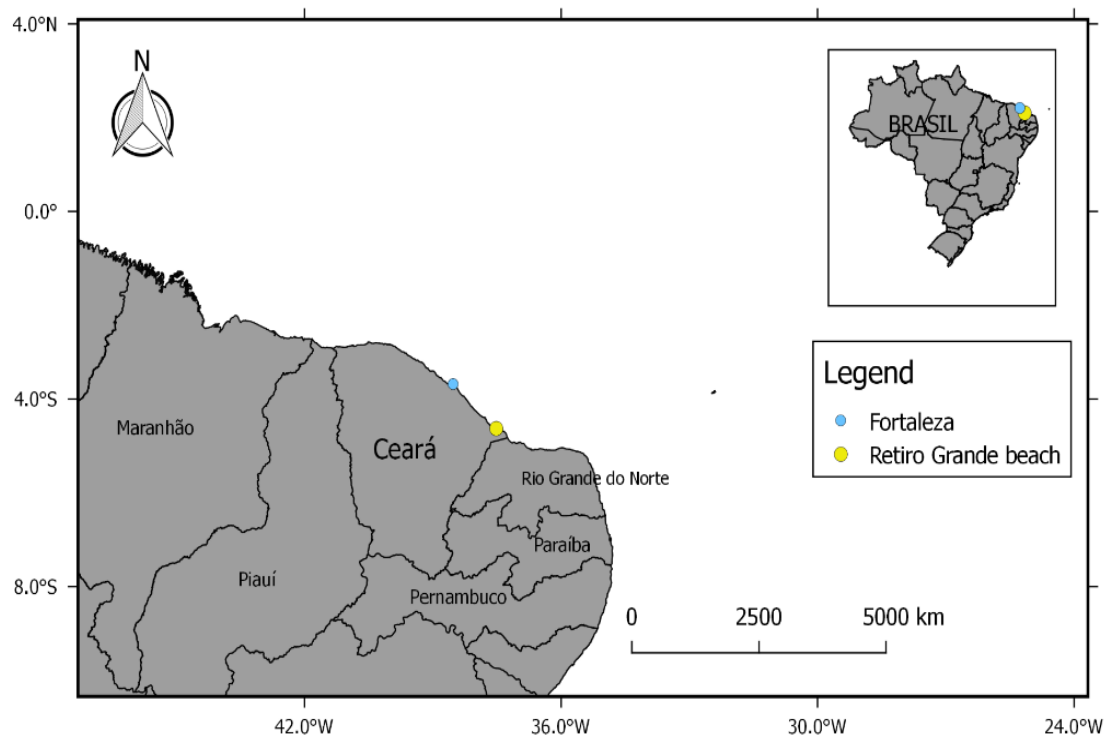 4.0°N
N
BRASIL
0.0°
Legend
Fortaleza
Retiro Grande beach
4.0°S
Maranhão
Ceará
Rio Grande do Norte
Paraíba
Piauí
Pernambuco
8.0°S
0 2500 5000 km
42.0°W 36.0°W 30.0°W 24.0°W